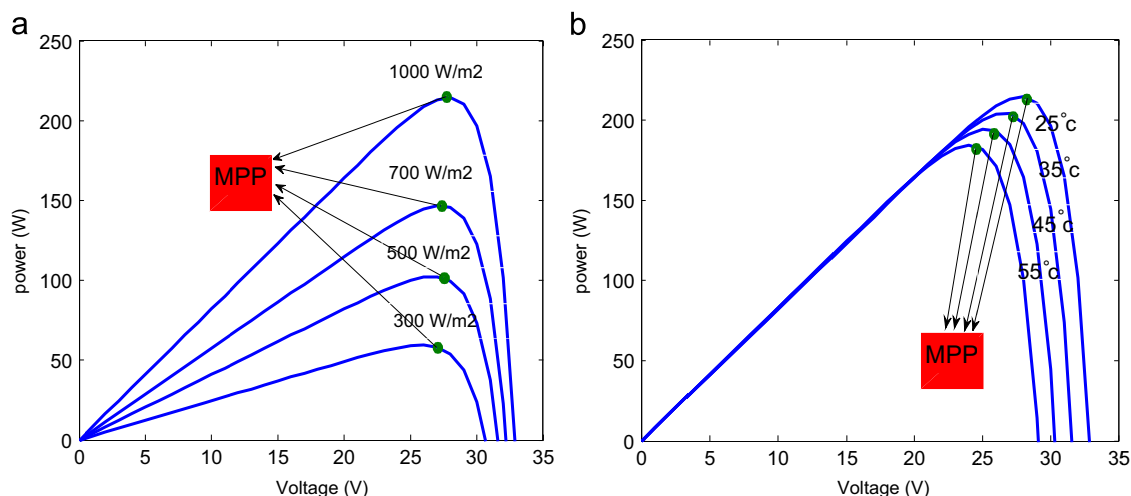 a
250
200
150
100
50
0
power (W)
1000 W/m2
700 W/m2
500 W/m2
300 W/m2
MPP
0 5 10 15 20 25 30 35
Voltage (V)
b
250
200
150
100
50
0
power (W)
25°c
35°c
45°c
55°c
MPP
0 5 10 15 20 25 30 35
Voltage (V)